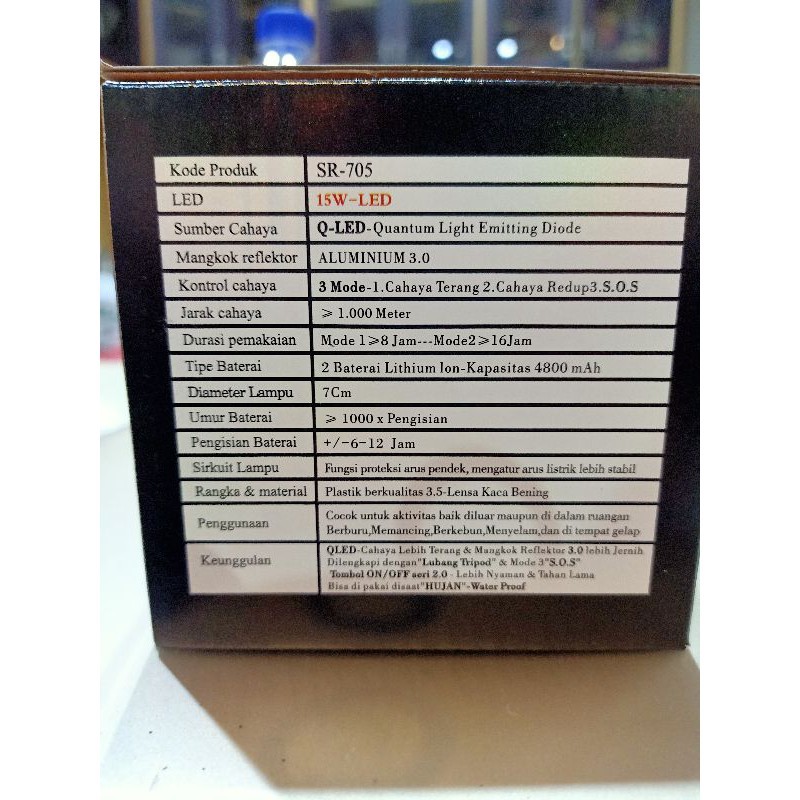 Kode Produk SR-705
LED 15W-LED
Sumber Cahaya Q-LED-Quantum Light Emitting Diode
Mangkok reflektor ALUMINIUM 3.0
Kontrol cahaya 3 Mode-1.Cahaya Terang 2.Cahaya Redup3.S.O.S
Jarak cahaya ⩾ 1.000 Meter
Durasi pemakaian Mode 1⩾8 Jam---Mode2⩾16Jam
Tipe Baterai 2 Baterai Lithium Ion-Kapasitas 4800 mAh
Diameter Lampu 7Cm
Umur Baterai ⩾ 1000 x Pengisian
Pengisian Baterai +/-6-12 Jam
Sirkuit Lampu Fungsi proteksi arus pendek, mengatur arus listrik lebih stabil
Rangka & material Plastik berkualitas 3.5-Lensa Kaca Bening
Penggunaan Cocok untuk aktivitas baik diluar maupun di dalam ruangan
Berburu,Memancing,Berkebun,Menyelam,dan di tempat gelap
Keunggulan QLED-Cahaya Lebih Terang & Mangkok Reflektor 3.0 lebih Jernih
Dilengkapi dengan"Lubang Tripod" & Mode 3"S.O.S"
Tombol ON/OFF seri 2.0 - Lebih Nyaman & Tahan Lama
Bisa di pakai disaat"HUJAN"-Water Proof